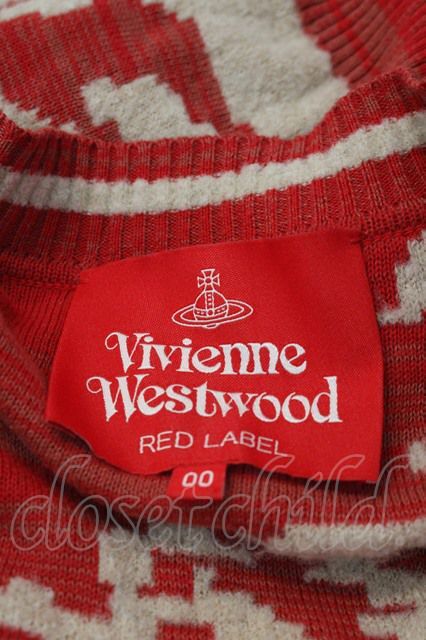 Vivienne
Westwood
RED LABEL
00
closet child.